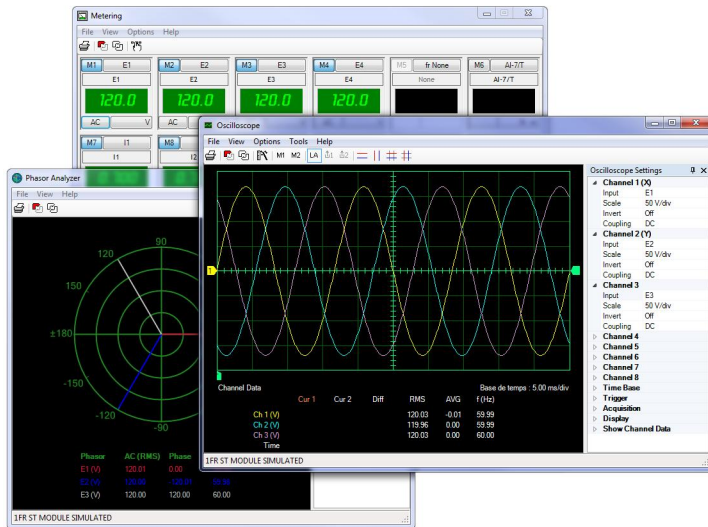 Metering
File View Options Help
M1 E1 M2 E2 M3 E3 M4 E4 M5 fr None M6 AI-7/T
E1 E2 E3 E4 None AI-7/T
120.0 120.0 120.0 120.0
AC V AC
M7 I1 M8
I1 I2
Oscilloscope
File View Options Tools Help
M1 M2 LA
Oscilloscope Settings
Channel 1 (X)
Input E1
Scale 50 V/div
Invert Off
Coupling DC
Channel 2 (Y)
Input E2
Scale 50 V/div
Invert Off
Coupling DC
Channel 3
Input E3
Scale 50 V/div
Invert Off
Coupling DC
Channel 4
Channel 5
Channel 6
Channel 7
Channel 8
Time Base
Trigger
Acquisition
Display
Show Channel Data
1
Channel Data Base de temps : 5.00 ms/div
Cur 1 Cur 2 Diff RMS AVG f (Hz)
Ch 1 (V) 120.03 -0.01 59.99
Ch 2 (V) 119.96 0.00 59.99
Ch 3 (V) 120.03 0.00 60.00
Time
1FR ST MODULE SIMULATED
Phasor Analyzer
File View Help
90
120
150
±180
-150
-120
-90
Phasor AC (RMS) Phase
E1 (V) 120.01 0.00
E2 (V) 120.00 -120.01 59.99
E3 (V) 120.00 120.00 60.00
1FR ST MODULE SIMULATED